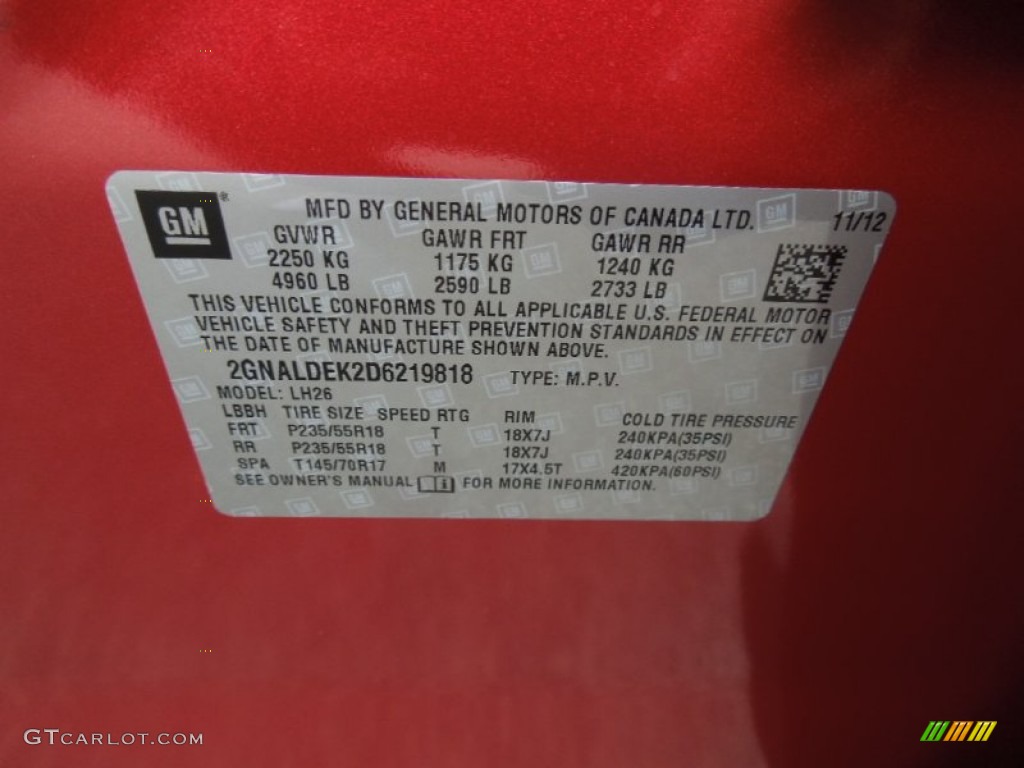 GM ®
MFD BY GENERAL MOTORS OF CANADA LTD. 11/12
GVWR GAWR FRT GAWR RR
2250 KG 1175 KG 1240 KG
4960 LB 2590 LB 2733 LB
THIS VEHICLE CONFORMS TO ALL APPLICABLE U.S. FEDERAL MOTOR
VEHICLE SAFETY AND THEFT PREVENTION STANDARDS IN EFFECT ON
THE DATE OF MANUFACTURE SHOWN ABOVE.
2GNALDEK2D6219818 TYPE: M.P.V.
MODEL: LH26
LBBH TIRE SIZE SPEED RTG RIM COLD TIRE PRESSURE
FRT P235/55R18 T 18X7J 240KPA(35PSI)
RR P235/55R18 T 18X7J 240KPA(35PSI)
SPA T145/70R17 M 17X4.5T 420KPA(60PSI)
SEE OWNER'S MANUAL i FOR MORE INFORMATION.
GTCARLOT.COM